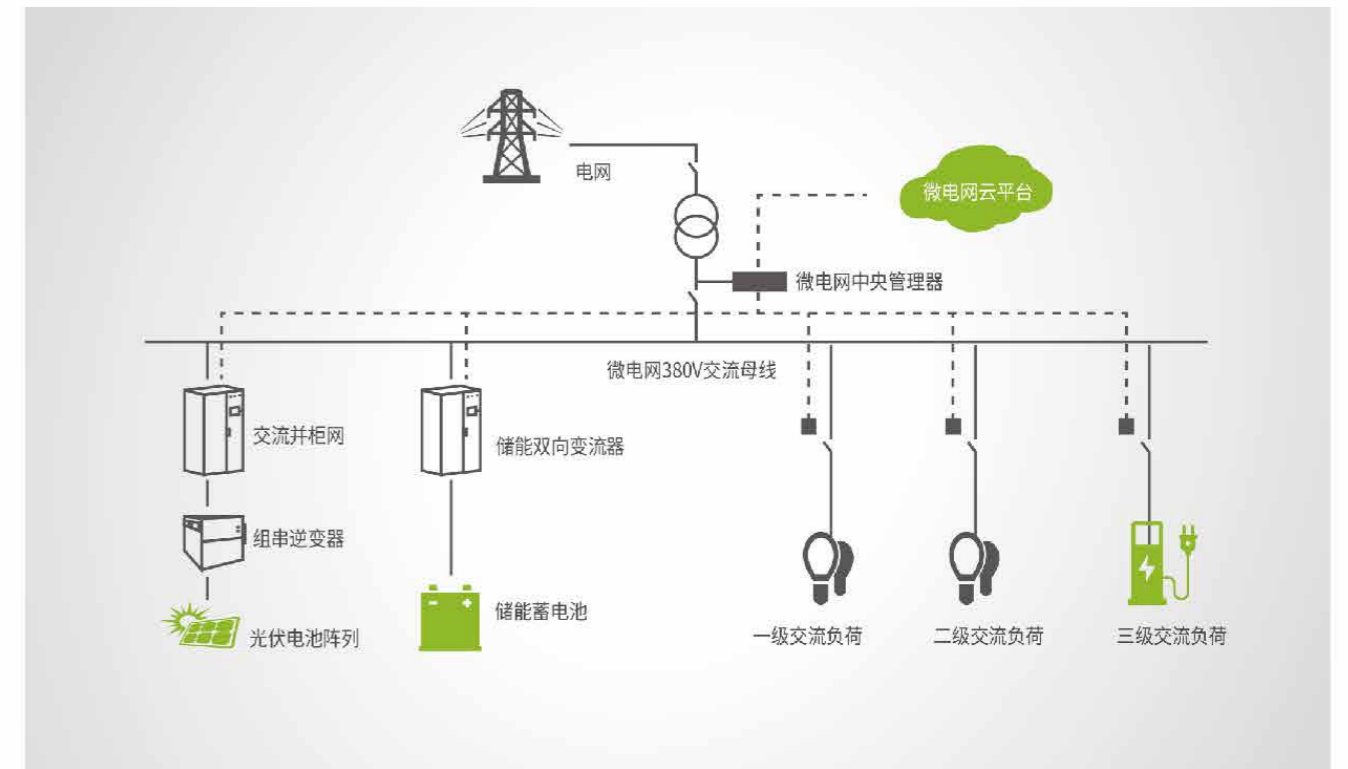 电网
微电网云平台
微电网中央管理器
微电网380V交流母线
交流并柜网
储能双向变流器
组串逆变器
储能蓄电池
光伏电池阵列
一级交流负荷
二级交流负荷
三级交流负荷